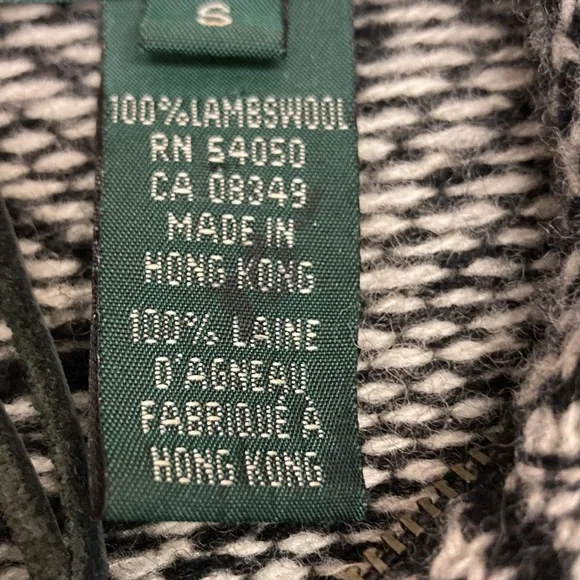 S
100%LAMBSWOOL
RN 54050
CA 08349
MADE IN
HONG KONG
100% LAINE
D'AGNEAU
FABRIQUÉ À
HONG KONG